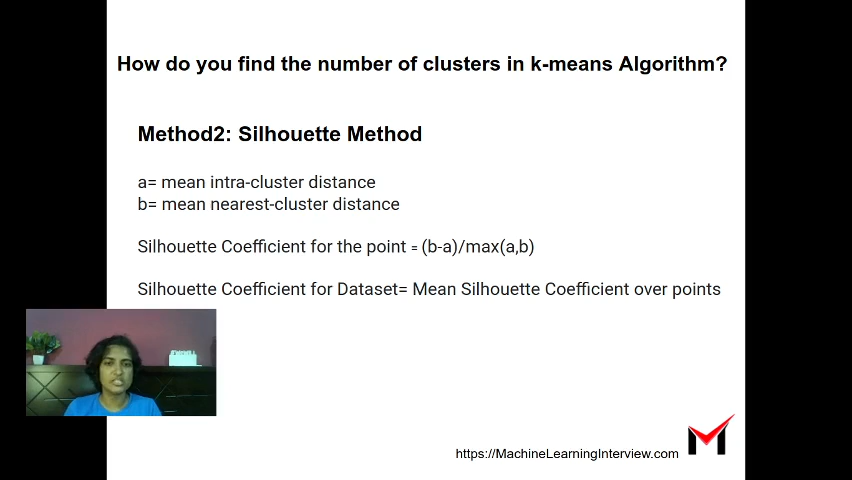 How do you find the number of clusters in k-means Algorithm?
Method2: Silhouette Method
a= mean intra-cluster distance
b= mean nearest-cluster distance
Silhouette Coefficient for the point = (b-a)/max(a,b)
Silhouette Coefficient for Dataset= Mean Silhouette Coefficient over points
https://MachineLearningInterview.com